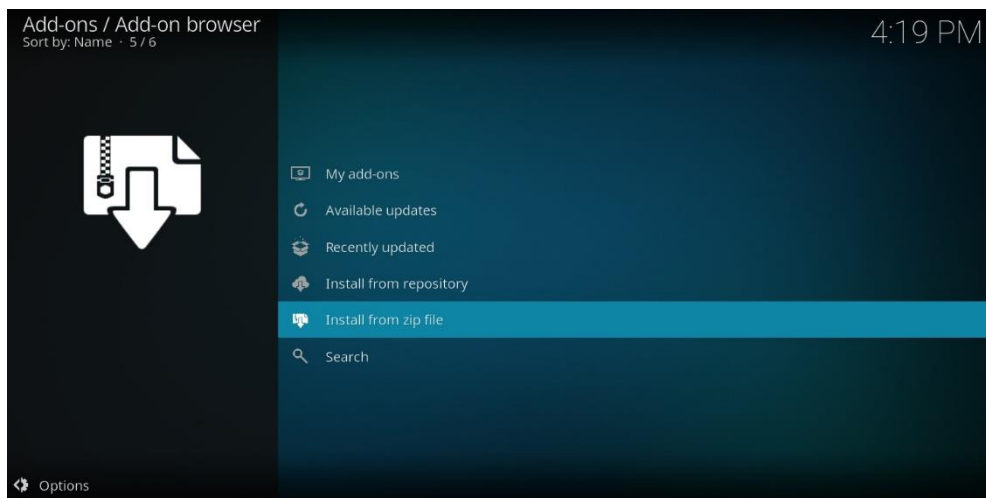 Add-ons / Add-on browser
Sort by: Name · 5 / 6
4:19 PM
My add-ons
Available updates
Recently updated
Install from repository
Install from zip file
Search
Options